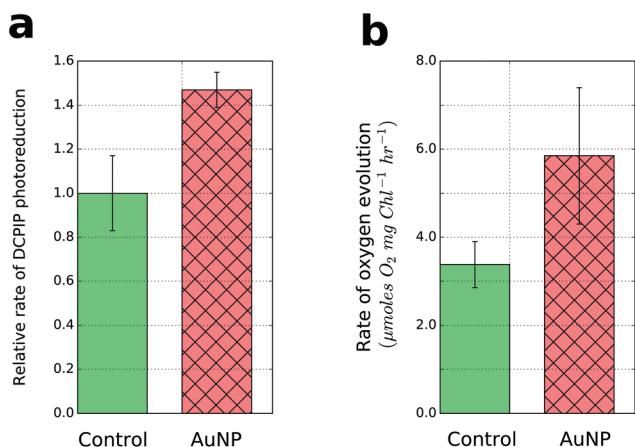 a
Relative rate of DCPIP photoreduction
1.6
1.4
1.2
1.0
0.8
0.6
0.4
0.2
0.0
Control AuNP
b
Rate of oxygen evolution
(μmoles O₂ mg Chl⁻¹ hr⁻¹)
8.0
6.0
4.0
2.0
0.0
Control AuNP